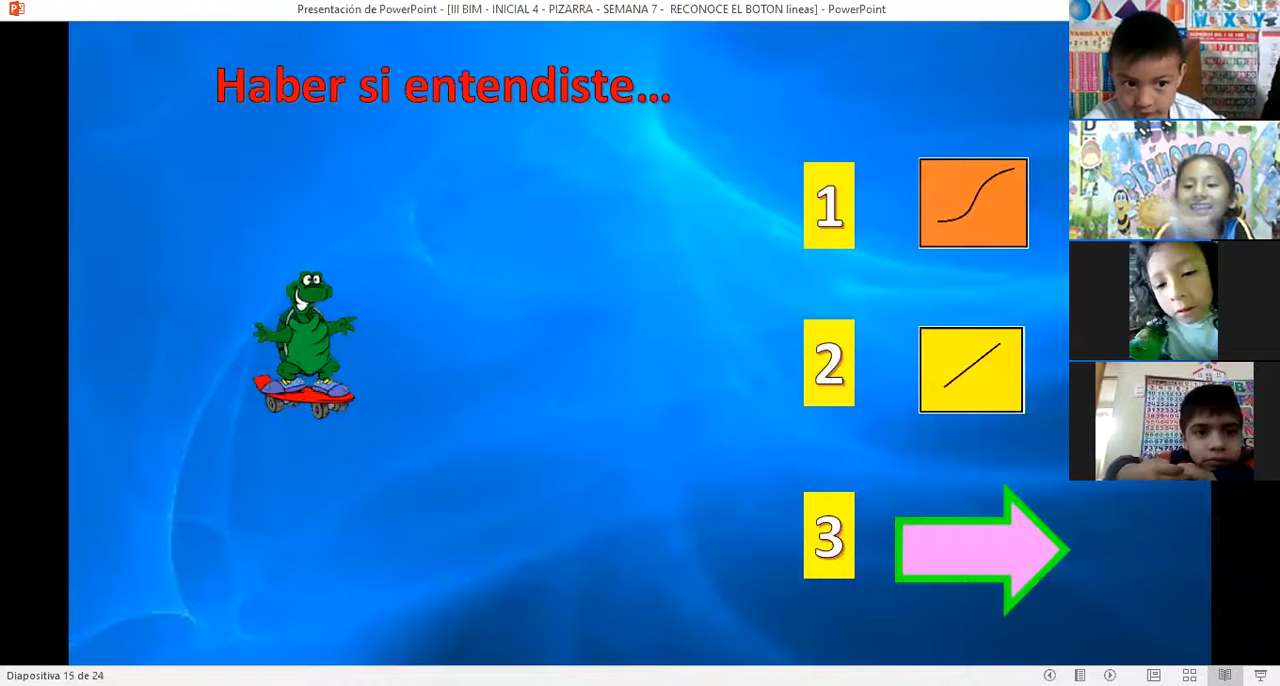 Presentación de PowerPoint - [III BIM - INICIAL 4 - PIZARRA - SEMANA 7 - RECONOCE EL BOTON lineas] - PowerPoint
Haber si entendiste...
1
2
3
PRIMAVERA
Diapositiva 15 de 24